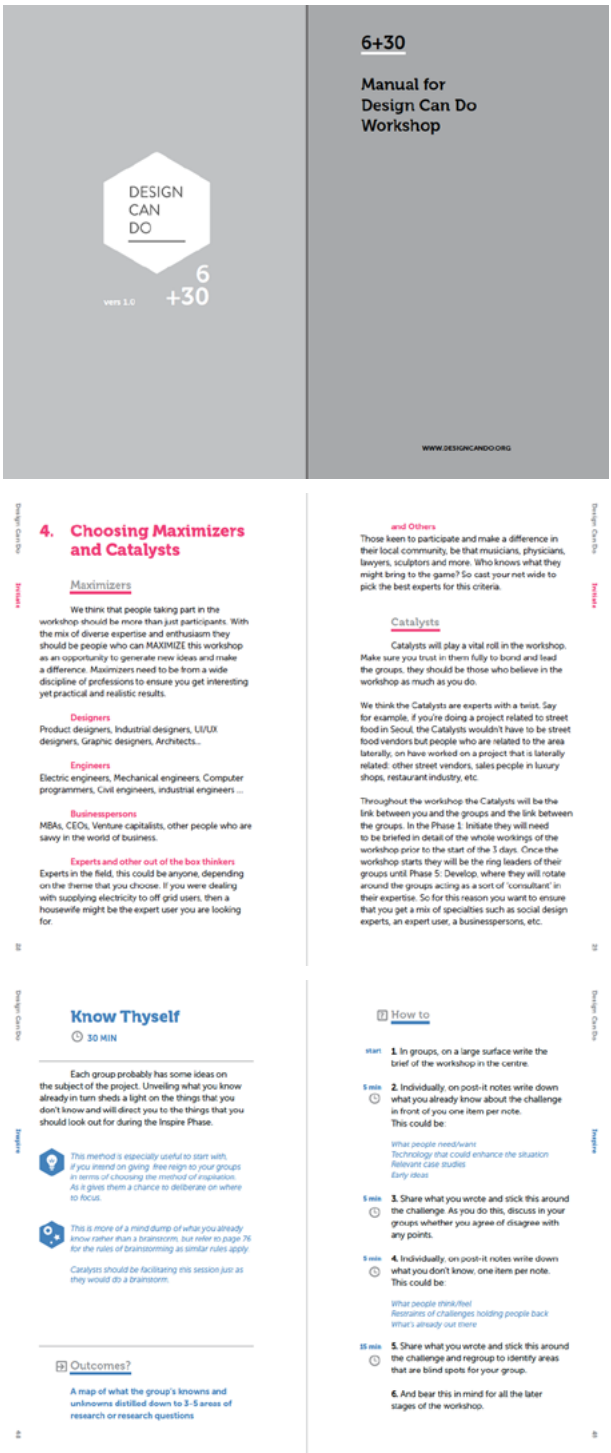 DESIGN
CAN
DO
6
vers 1.0 +30
6+30
Manual for
Design Can Do
Workshop
WWW.DESIGNCANDO.ORG
Design Can Do
Initiate
4. Choosing Maximizers
and Catalysts
Maximizers
We think that people taking part in the
workshop should be more than just participants. With
the mix of diverse expertise and enthusiasm they
should be people who can MAXIMIZE this workshop
as an opportunity to generate new ideas and make
a difference. Maximizers need to be from a wide
discipline of professions to ensure you get interesting
yet practical and realistic results.
Designers
Product designers, Industrial designers, UI/UX
designers, Graphic designers, Architects...
Engineers
Electric engineers, Mechanical engineers, Computer
programmers, Civil engineers, industrial engineers ...
Businesspersons
MBAs, CEOs, Venture capitalists, other people who are
savvy in the world of business.
Experts and other out of the box thinkers
Experts in the field, this could be anyone, depending
on the theme that you choose. If you were dealing
with supplying electricity to off grid users, then a
housewife might be the expert user you are looking
for.
and Others
Those keen to participate and make a difference in
their local community, be that musicians, physicians,
lawyers, sculptors and more. Who knows what they
might bring to the game? So cast your net wide to
pick the best experts for this criteria.
Catalysts
Catalysts will play a vital roll in the workshop.
Make sure you trust in them fully to bond and lead
the groups, they should be those who believe in the
workshop as much as you do.
We think the Catalysts are experts with a twist. Say
for example, if you're doing a project related to street
food in Seoul, the Catalysts wouldn't have to be street
food vendors but people who are related to the area
laterally, on have worked on a project that is laterally
related: other street vendors, sales people in luxury
shops, restaurant industry, etc.
Throughout the workshop the Catalysts will be the
link between you and the groups and the link between
the groups. In the Phase 1: Initiate they will need
to be briefed in detail of the whole workings of the
workshop prior to the start of the 3 days. Once the
workshop starts they will be the ring leaders of their
groups until Phase 5: Develop, where they will rotate
around the groups acting as a sort of 'consultant' in
their expertise. So for this reason you want to ensure
that you get a mix of specialties such as social design
experts, an expert user, a businesspersons, etc.
Design Can Do
Initiate
Design Can Do
Inspire
Know Thyself
30 MIN
Each group probably has some ideas on
the subject of the project. Unveiling what you know
already in turn sheds a light on the things that you
don't know and will direct you to the things that you
should look out for during the Inspire Phase.
This method is especially useful to start with,
if you intend on giving free reign to your groups
in terms of choosing the method of inspiration.
As it gives them a chance to deliberate on where
to focus.
This is more of a mind dump of what you already
know rather than a brainstorm, but refer to page 76
for the rules of brainstorming as similar rules apply.
Catalysts should be facilitating this session just as
they would do a brainstorm.
Outcomes?
A map of what the group's knowns and
unknowns distilled down to 3-5 areas of
research or research questions
? How to
start 1. In groups, on a large surface write the
brief of the workshop in the centre.
5 min 2. Individually, on post-it notes write down
what you already know about the challenge
in front of you one item per note.
This could be:
What people need/want
Technology that could enhance the situation
Relevant case studies
Early ideas
5 min 3. Share what you wrote and stick this around
the challenge. As you do this, discuss in your
groups whether you agree of disagree with
any points.
5 min 4. Individually, on post-it notes write down
what you don't know, one item per note.
This could be:
What people think/feel
Restraints of challenges holding people back
What's already out there
15 min 5. Share what you wrote and stick this around
the challenge and regroup to identify areas
that are blind spots for your group.
6. And bear this in mind for all the later
stages of the workshop.
Design Can Do
Inspire